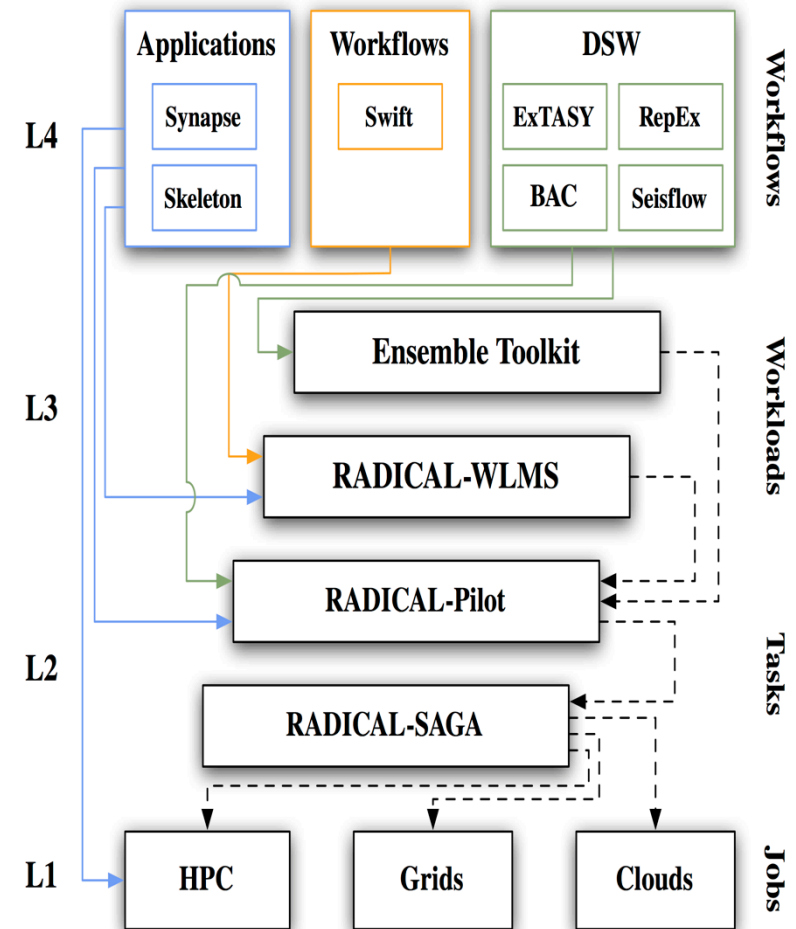 Applications
Workflows
DSW
Synapse
Swift
ExTASY
RepEx
Skeleton
BAC
Seisflow
L4
Workflows
Ensemble Toolkit
L3
Workloads
RADICAL-WLMS
RADICAL-Pilot
L2
Tasks
RADICAL-SAGA
L1
HPC
Grids
Clouds
Jobs